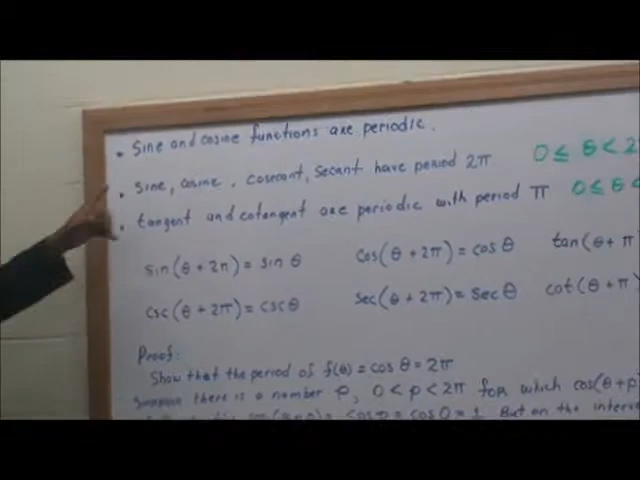 • Sine and cosine functions are periodic.
• sine, cosine, cosecant, secant have period 2π 0 ≤ θ < 2
• tangent and cotangent are periodic with period π 0 ≤ θ <
sin(θ + 2π) = sin θ cos(θ + 2π) = cos θ tan(θ + π
csc(θ + 2π) = csc θ sec(θ + 2π) = sec θ cot(θ + π
Proof:
Show that the period of f(θ) = cos θ = 2π
Suppose there is a number p, 0 < p < 2π for which cos(θ + p
= cos p = cos 0 = 1. But on the interv